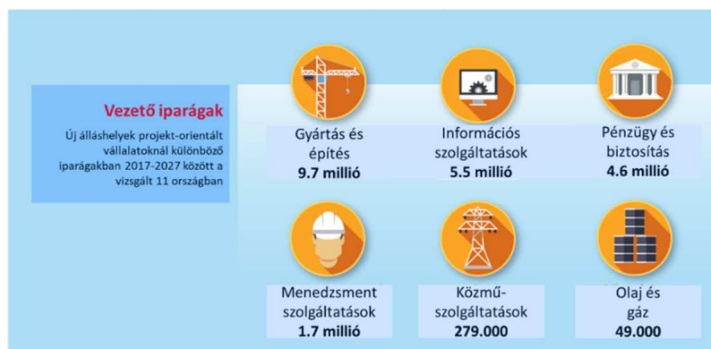 Vezető iparágak
Új álláshelyek projekt-orientált
vállalatoknál különböző
iparágakban 2017-2027 között a
vizsgált 11 országban
Gyártás és
építés
9.7 millió
Információs
szolgáltatások
5.5 millió
Pénzügy és
biztosítás
4.6 millió
Menedzsment
szolgáltatások
1.7 millió
Közmű-
szolgáltatások
279.000
Olaj és
gáz
49.000